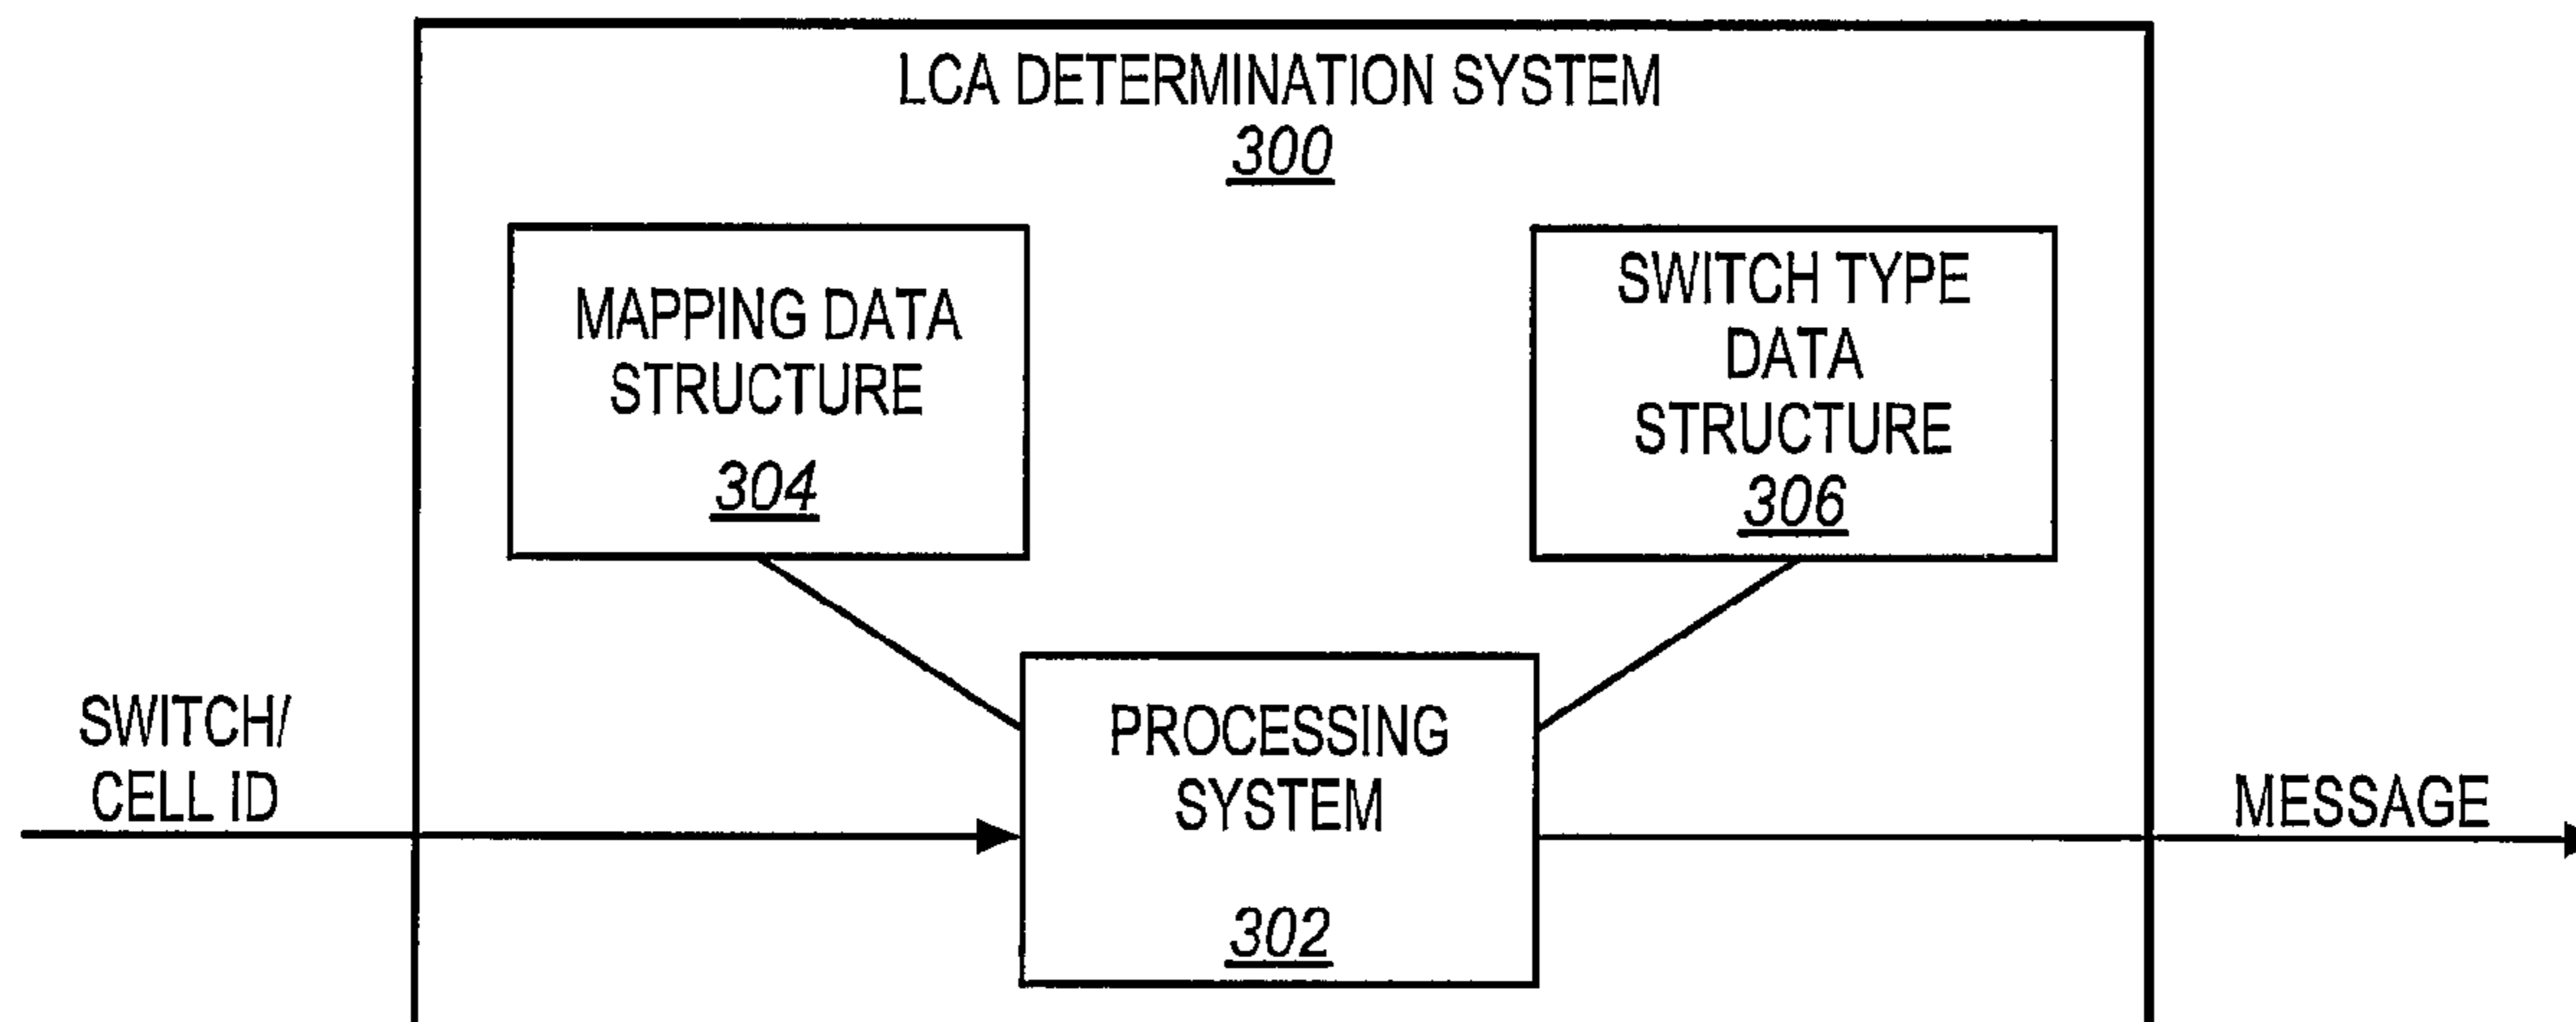 LCA DETERMINATION SYSTEM
300
MAPPING DATA
STRUCTURE
304
SWITCH TYPE
DATA
STRUCTURE
306
SWITCH/
CELL ID
PROCESSING
SYSTEM
302
MESSAGE